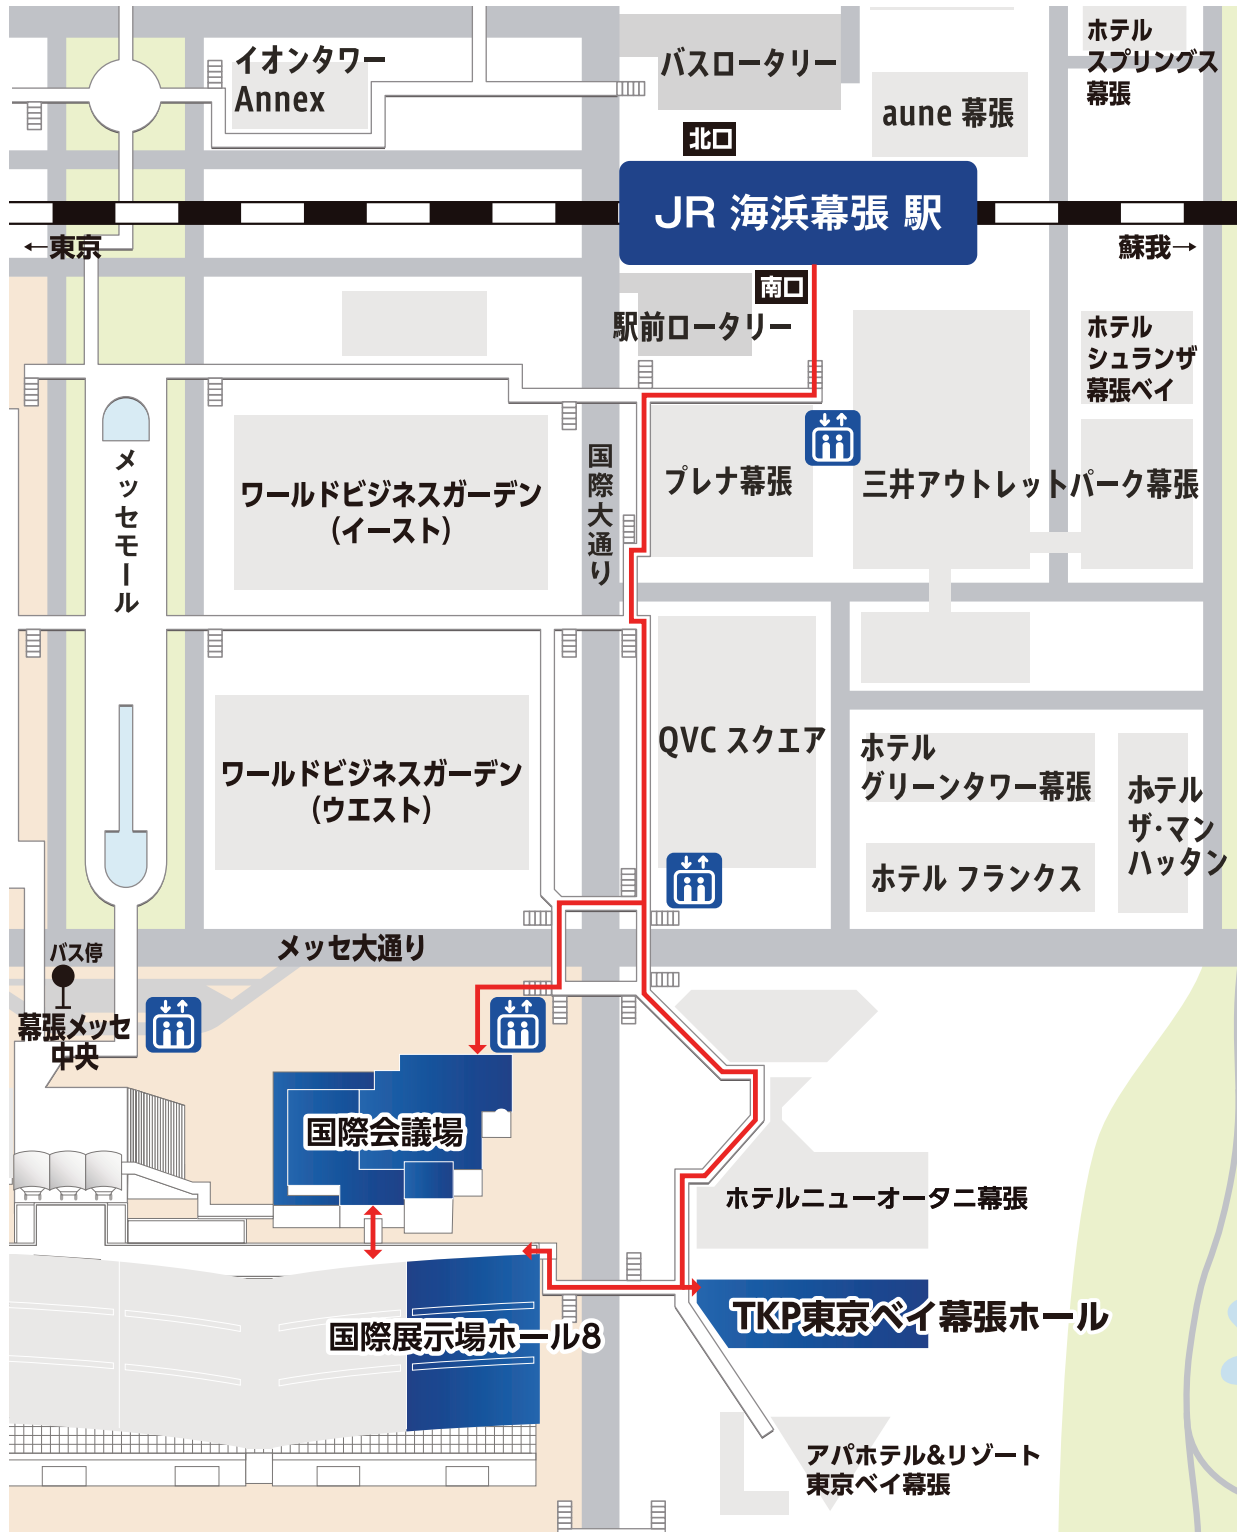 イオンタワー
Annex
バスロータリー
ホテル
スプリングス
幕張
aune 幕張
北口
JR 海浜幕張 駅
←東京
蘇我→
南口
駅前ロータリー
ホテル
シュランザ
幕張ベイ
メッセモール
ワールドビジネスガーデン
(イースト)
国際大通り
プレナ幕張
三井アウトレットパーク幕張
ワールドビジネスガーデン
(ウエスト)
QVC スクエア
ホテル
グリーンタワー幕張
ホテル
ザ・マン
ハッタン
ホテル フランクス
メッセ大通り
バス停
幕張メッセ
中央
国際会議場
ホテルニューオータニ幕張
TKP東京ベイ幕張ホール
国際展示場ホール8
アパホテル&リゾート
東京ベイ幕張